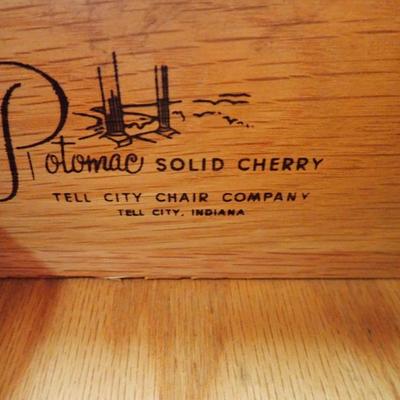 Potomac SOLID CHERRY
TELL CITY CHAIR COMPANY
TELL CITY, INDIANA